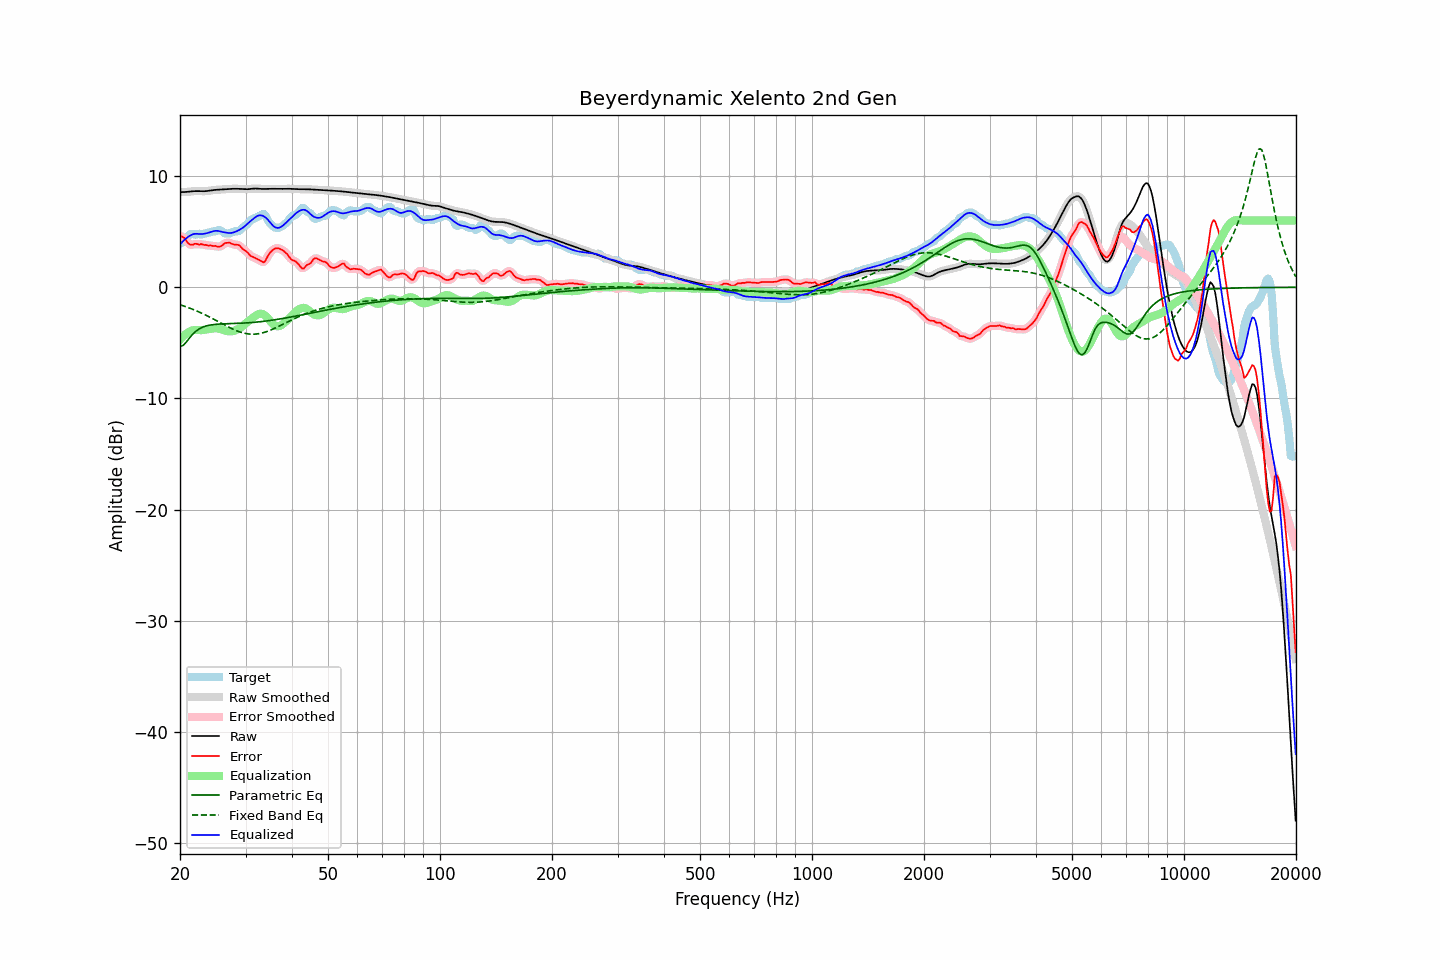 Beyerdynamic Xelento 2nd Gen
10
0
−10
−20
−30
−40
−50
Amplitude (dBr)
Target
Raw Smoothed
Error Smoothed
Raw
Error
Equalization
Parametric Eq
Fixed Band Eq
Equalized
20 50 100 200 500 1000 2000 5000 10000 20000
Frequency (Hz)